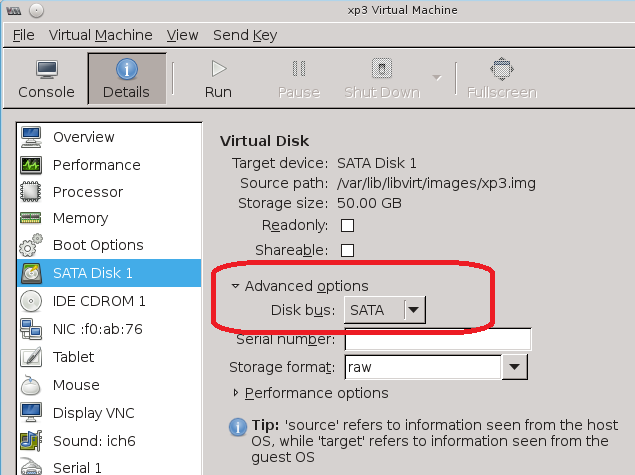 xp3 Virtual Machine
File Virtual Machine View Send Key
Console Details Run Pause Shut Down Fullscreen
Overview
Performance
Processor
Memory
Boot Options
SATA Disk 1
IDE CDROM 1
NIC :f0:ab:76
Tablet
Mouse
Display VNC
Sound: ich6
Serial 1
Virtual Disk
Target device: SATA Disk 1
Source path: /var/lib/libvirt/images/xp3.img
Storage size: 50.00 GB
Readonly:
Shareable:
Advanced options
Disk bus: SATA
Serial number:
Storage format: raw
Performance options
Tip: 'source' refers to information seen from the host
OS, while 'target' refers to information seen from the
guest OS